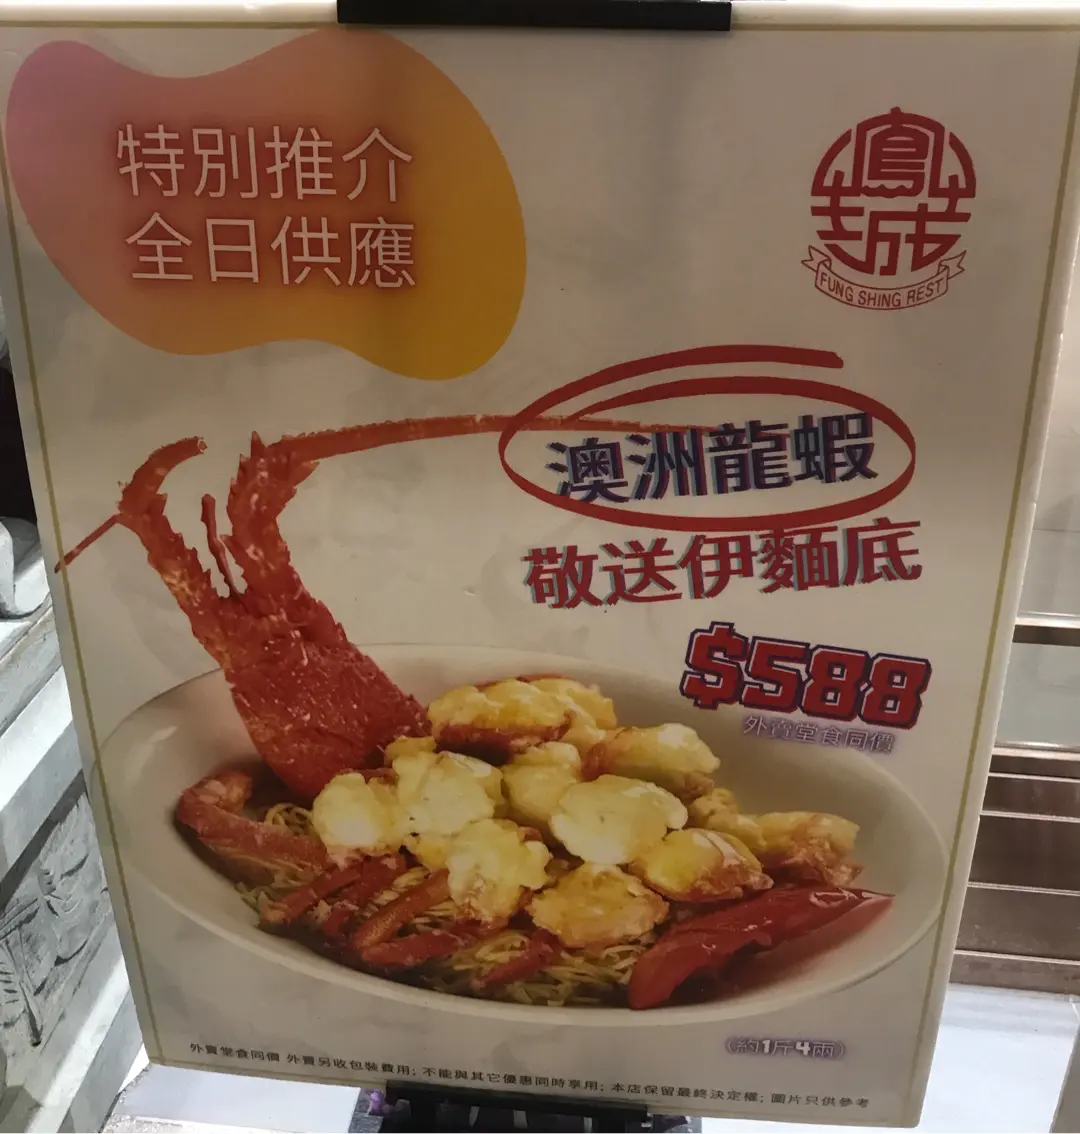 特別推介
全日供應
鳳城
FUNG SHING REST
澳洲龍蝦
敬送伊麵底
$588
外賣堂食同價
(約1斤4兩)
外賣堂食同價 外賣另收包裝費用; 不能與其它優惠同時享用; 本店保留最終決定權; 圖片只供參考